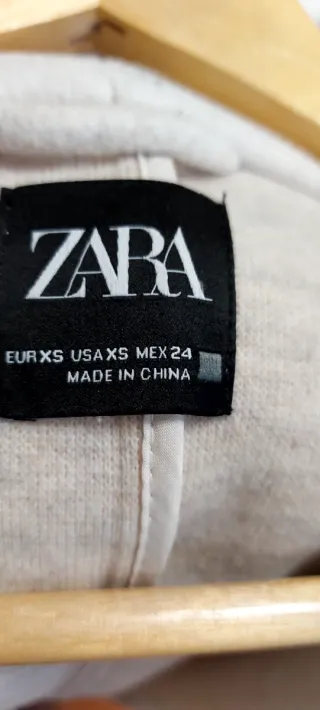 ZARA
EUR XS USA XS MEX 24
MADE IN CHINA